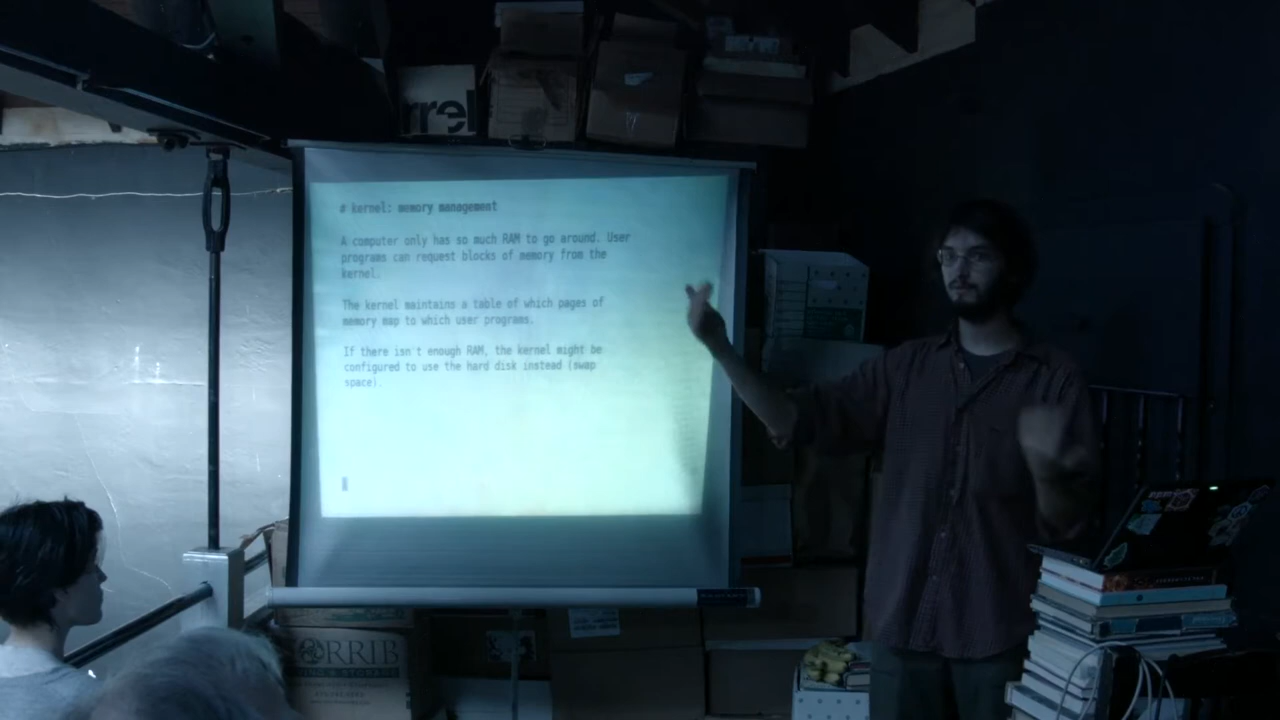 rrel
# kernel: memory management
A computer only has so much RAM to go around. User
programs can request blocks of memory from the
kernel.
The kernel maintains a table of which pages of
memory map to which user programs.
If there isn't enough RAM, the kernel might be
configured to use the hard disk instead (swap
space).
ORRIB